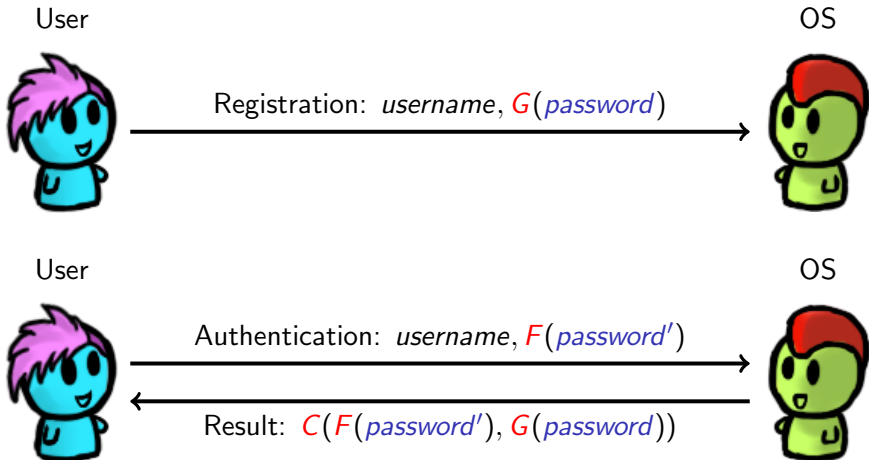 User OS
Registration: username, G(password)
User OS
Authentication: username, F(password′)
Result: C(F(password′), G(password))